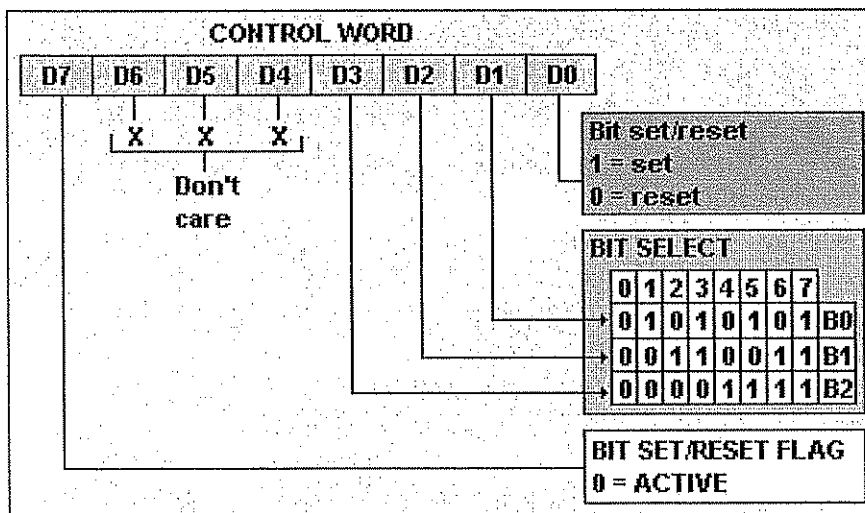 CONTROL WORD
D7 D6 D5 D4 D3 D2 D1 D0
X X X
Don't
care
Bit set/reset
1 = set
0 = reset
BIT SELECT
0 1 2 3 4 5 6 7
0 1 0 1 0 1 0 1 B0
0 0 1 1 0 0 1 1 B1
0 0 0 0 1 1 1 1 B2
BIT SET/RESET FLAG
0 = ACTIVE